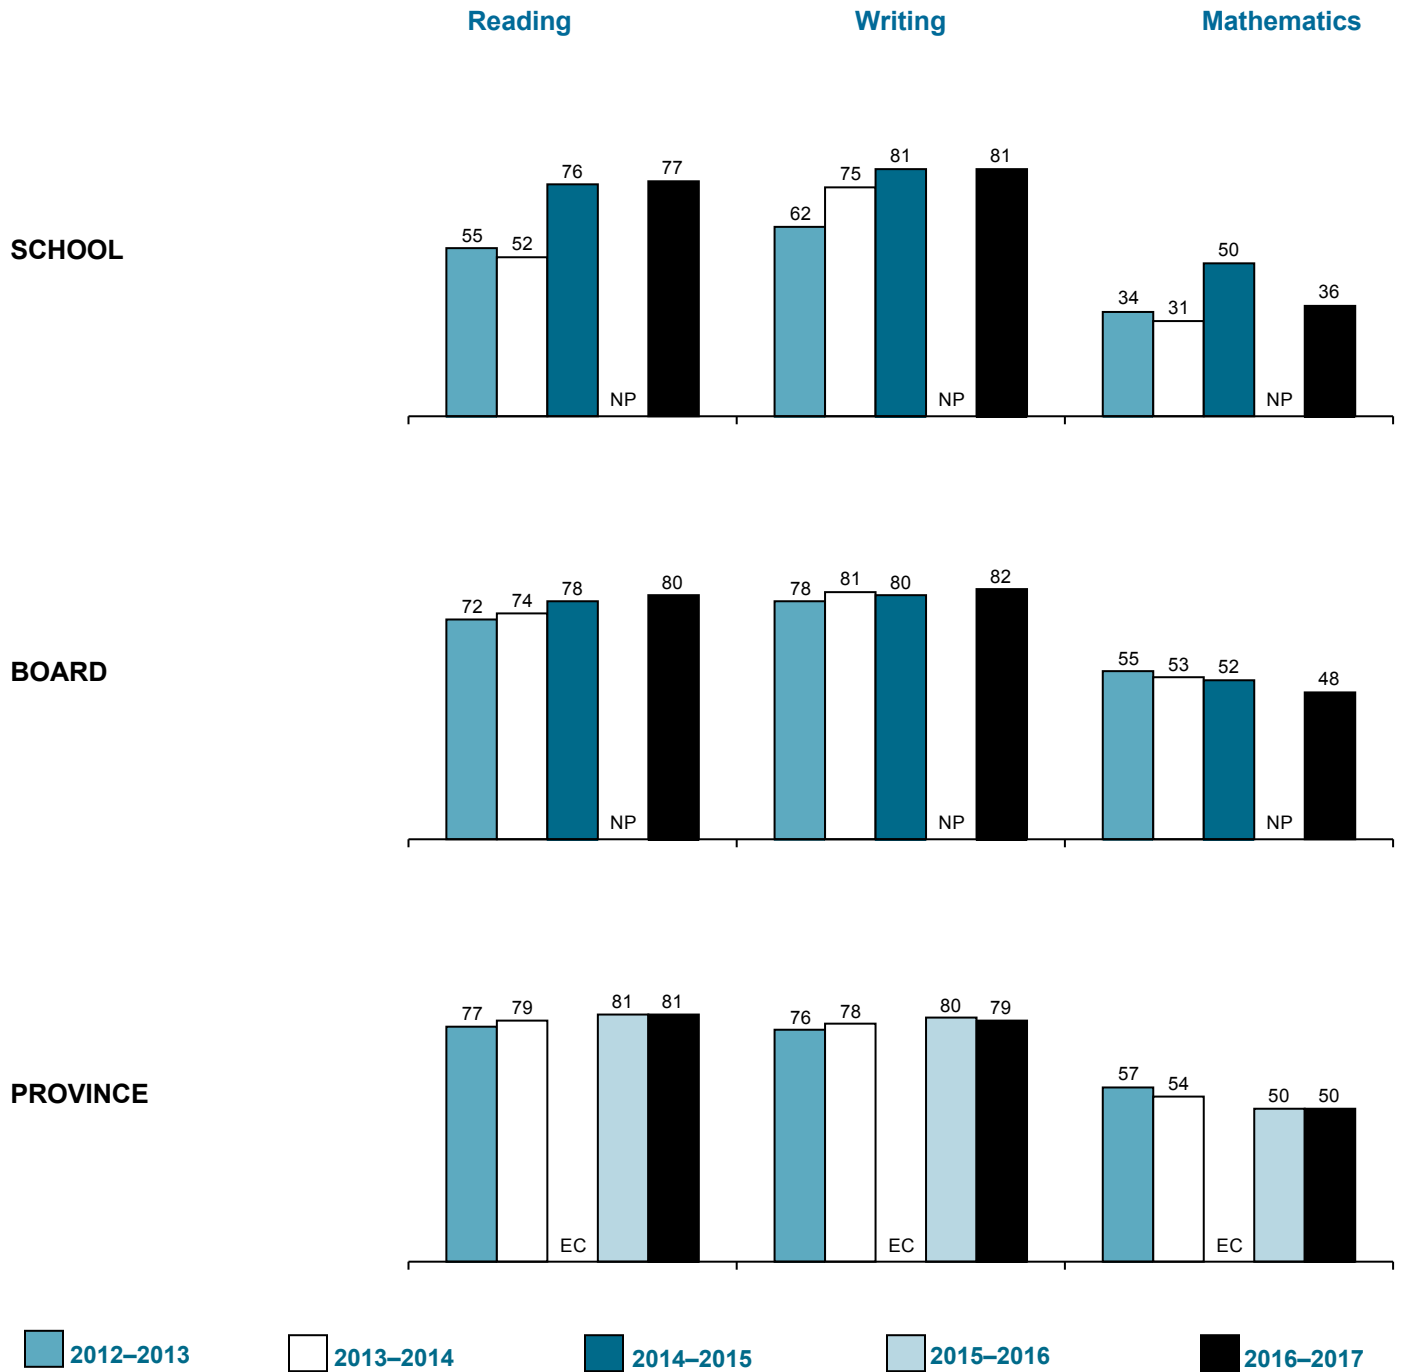 Reading Writing Mathematics
SCHOOL
55 52 76 NP 77
62 75 81 NP 81
34 31 50 NP 36
BOARD
72 74 78 NP 80
78 81 80 NP 82
55 53 52 NP 48
PROVINCE
77 79 EC 81 81
76 78 EC 80 79
57 54 EC 50 50
2012–2013 2013–2014 2014–2015 2015–2016 2016–2017